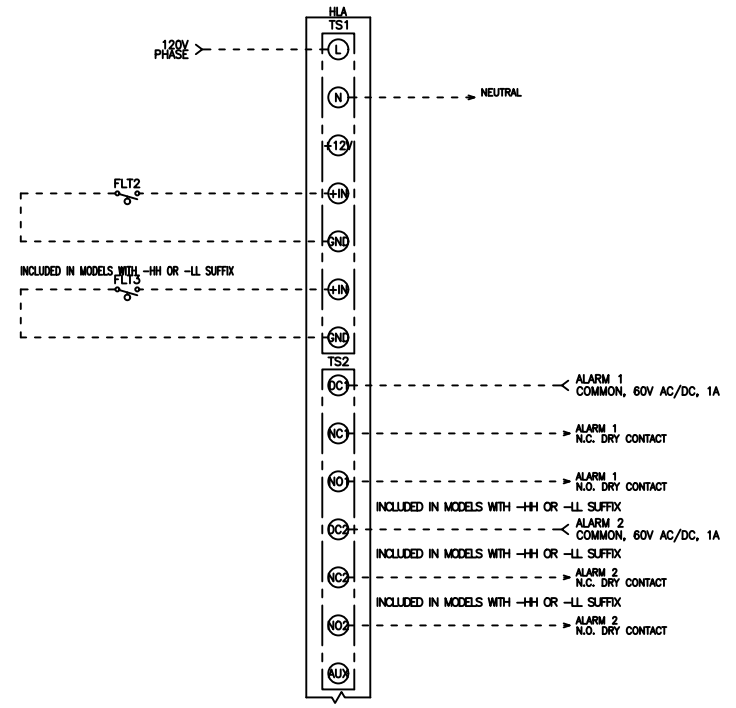 HLA
TS1
120V
PHASE
L
N
NEUTRAL
+12V
FLT2
+IN
GND
INCLUDED IN MODELS WITH -HH OR -LL SUFFIX
FLT3
+IN
GND
TS2
DC1
ALARM 1
COMMON, 60V AC/DC, 1A
NC1
ALARM 1
N.C. DRY CONTACT
NO1
ALARM 1
N.O. DRY CONTACT
INCLUDED IN MODELS WITH -HH OR -LL SUFFIX
DC2
ALARM 2
COMMON, 60V AC/DC, 1A
INCLUDED IN MODELS WITH -HH OR -LL SUFFIX
NC2
ALARM 2
N.C. DRY CONTACT
INCLUDED IN MODELS WITH -HH OR -LL SUFFIX
NO2
ALARM 2
N.O. DRY CONTACT
AUX